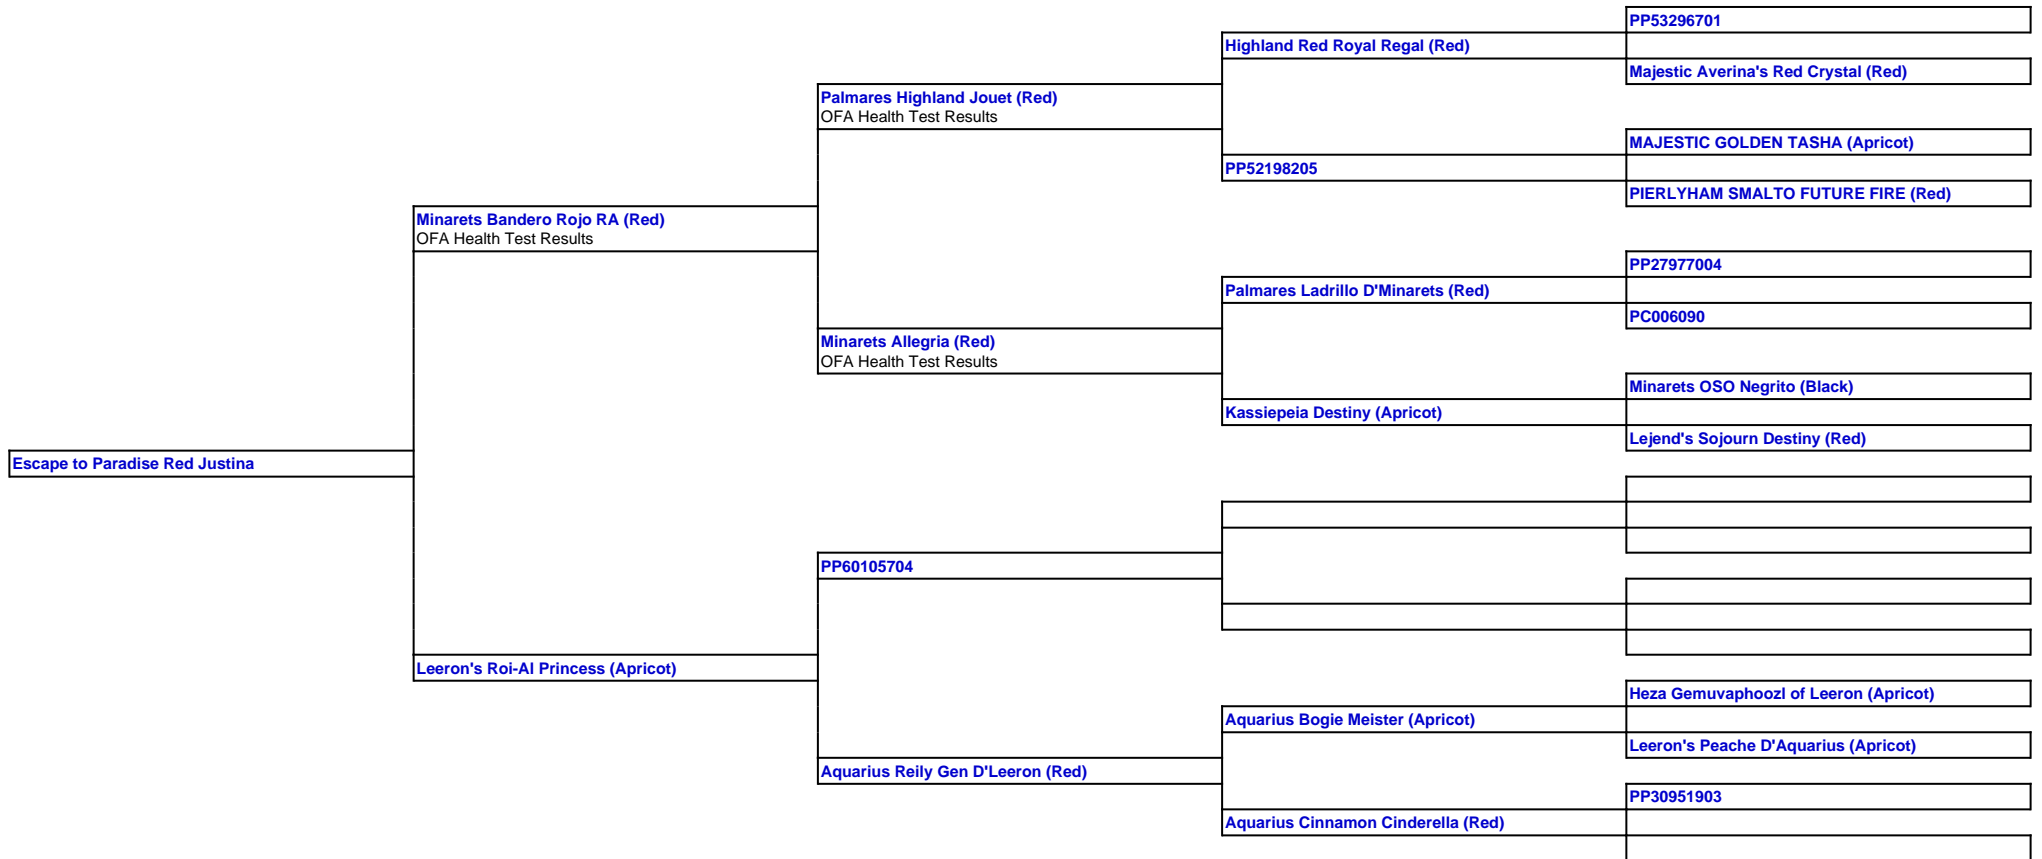 PP53296701
Highland Red Royal Regal (Red)
Majestic Averina's Red Crystal (Red)
Palmares Highland Jouet (Red)
OFA Health Test Results
MAJESTIC GOLDEN TASHA (Apricot)
PP52198205
PIERLYHAM SMALTO FUTURE FIRE (Red)
Minarets Bandero Rojo RA (Red)
OFA Health Test Results
PP27977004
Palmares Ladrillo D'Minarets (Red)
PC006090
Minarets Allegria (Red)
OFA Health Test Results
Minarets OSO Negrito (Black)
Kassiepeia Destiny (Apricot)
Lejend's Sojourn Destiny (Red)
Escape to Paradise Red Justina
PP60105704
Leeron's Roi-Al Princess (Apricot)
Heza Gemuvaphoozl of Leeron (Apricot)
Aquarius Bogie Meister (Apricot)
Leeron's Peache D'Aquarius (Apricot)
Aquarius Reily Gen D'Leeron (Red)
PP30951903
Aquarius Cinnamon Cinderella (Red)